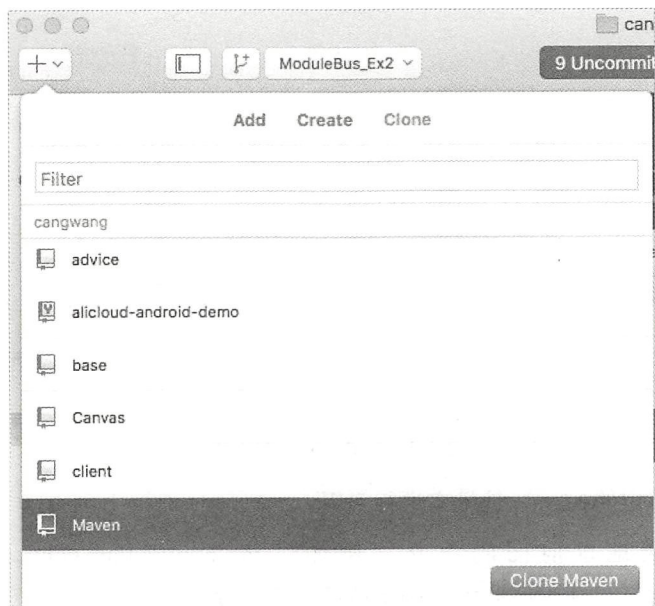 can
ModuleBus_Ex2
9 Uncommit
Add Create Clone
Filter
cangwang
advice
alicloud-android-demo
base
Canvas
client
Maven
Clone Maven